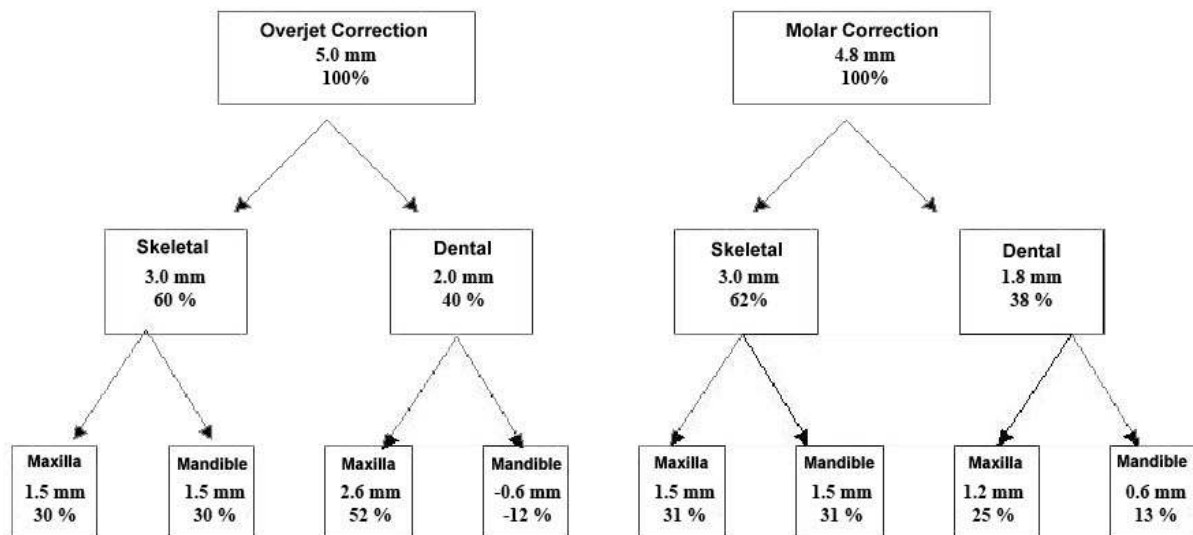 Overjet Correction
5.0 mm
100%
Molar Correction
4.8 mm
100%
Skeletal
3.0 mm
60 %
Dental
2.0 mm
40 %
Skeletal
3.0 mm
62%
Dental
1.8 mm
38 %
Maxilla
1.5 mm
30 %
Mandible
1.5 mm
30 %
Maxilla
2.6 mm
52 %
Mandible
-0.6 mm
-12 %
Maxilla
1.5 mm
31 %
Mandible
1.5 mm
31 %
Maxilla
1.2 mm
25 %
Mandible
0.6 mm
13 %